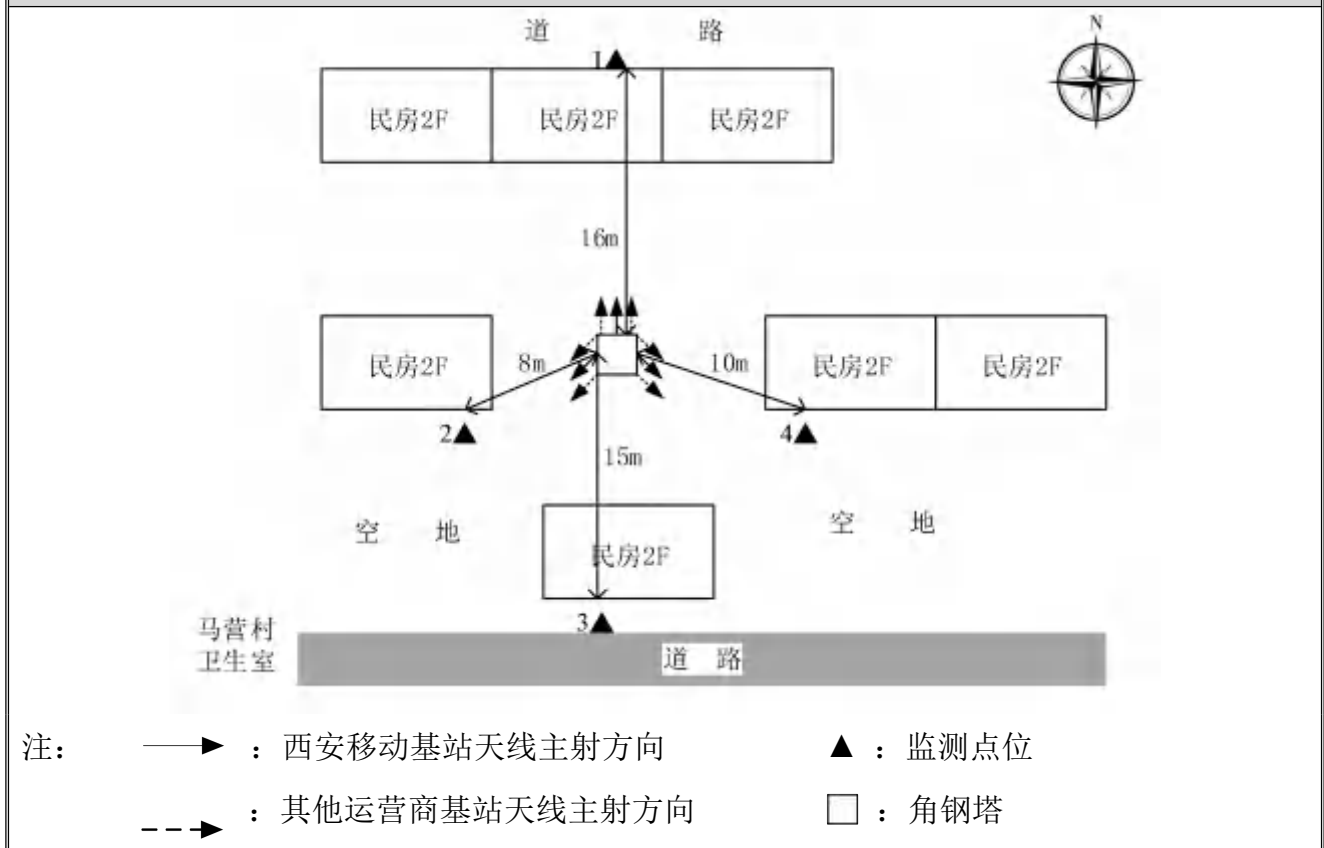 道 路
N
1▲
民房2F 民房2F 民房2F
16m
民房2F 8m 10m 民房2F 民房2F
2▲ 4▲
15m
空 地 空 地
民房2F
3▲
马营村
卫生室
道 路
注: :西安移动基站天线主射方向 ▲:监测点位
:其他运营商基站天线主射方向 □:角钢塔